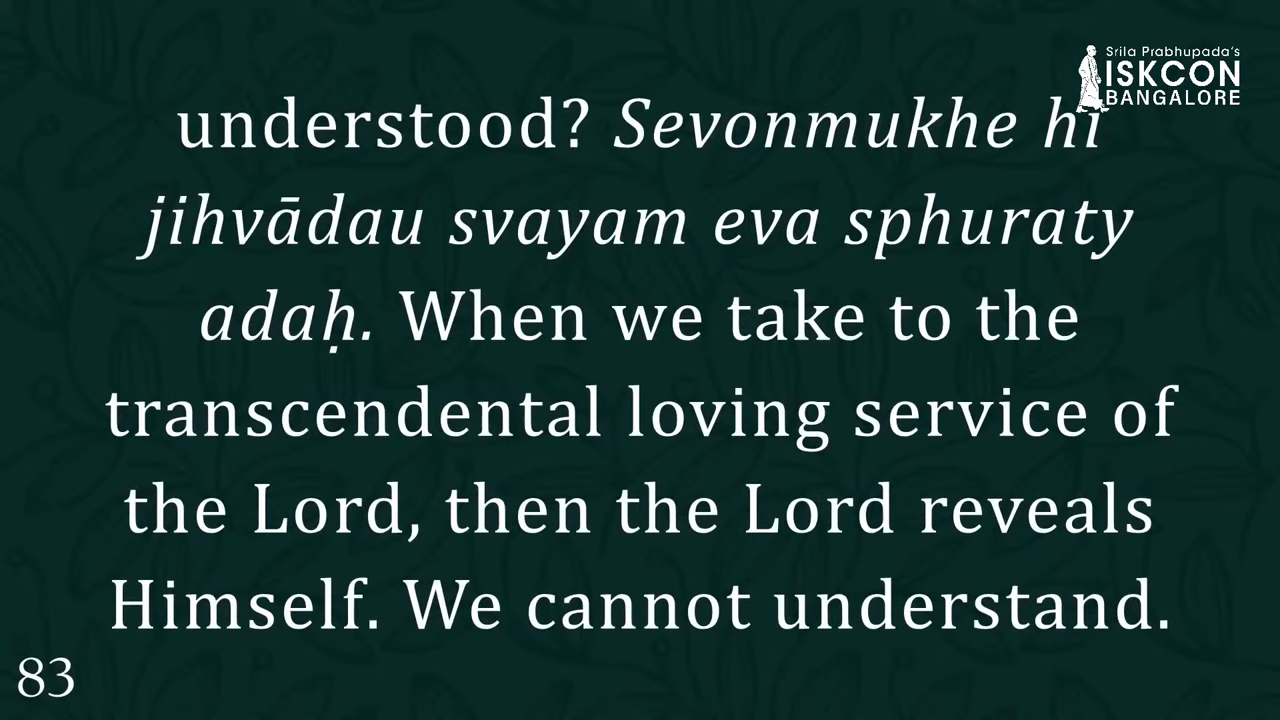 Srila Prabhupada's
ISKCON
BANGALORE
understood? Sevonmukhe hi
jihvādau svayam eva sphuraty
adaḥ. When we take to the
transcendental loving service of
the Lord, then the Lord reveals
Himself. We cannot understand.
83